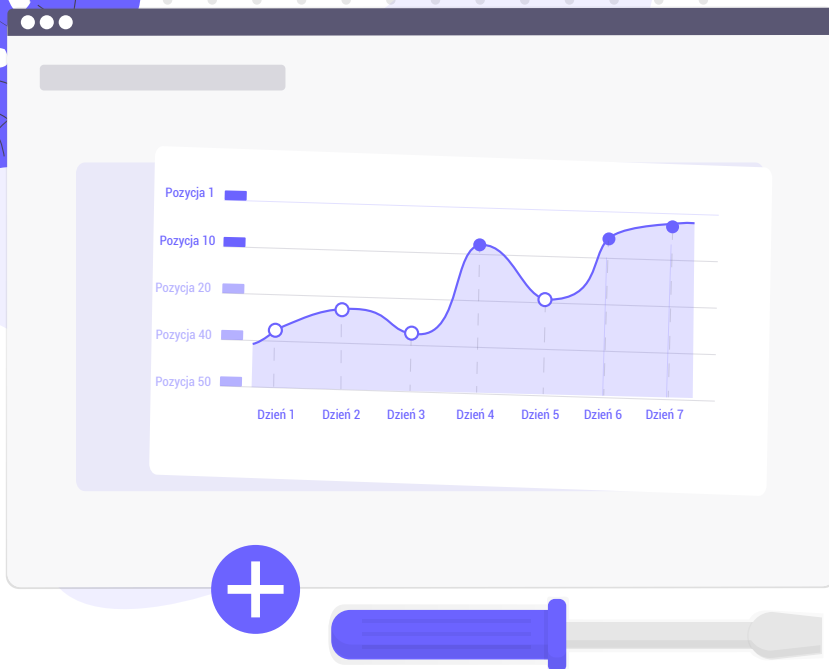 Pozycja 1
Pozycja 10
Pozycja 20
Pozycja 40
Pozycja 50
Dzień 1 Dzień 2 Dzień 3 Dzień 4 Dzień 5 Dzień 6 Dzień 7